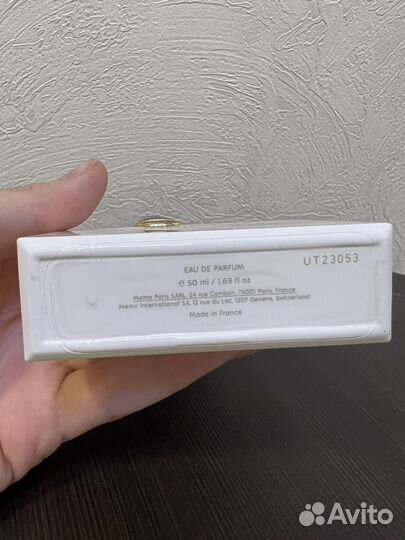 EAU DE PARFUM
UT23053
℮ 50 ml / 1.69 fl oz
Memo Paris SARL, 24 rue Cambon, 75001 Paris, France
Memo International SA, 12 rue du Lac, 1207 Geneva, Switzerland
Made in France
Avito